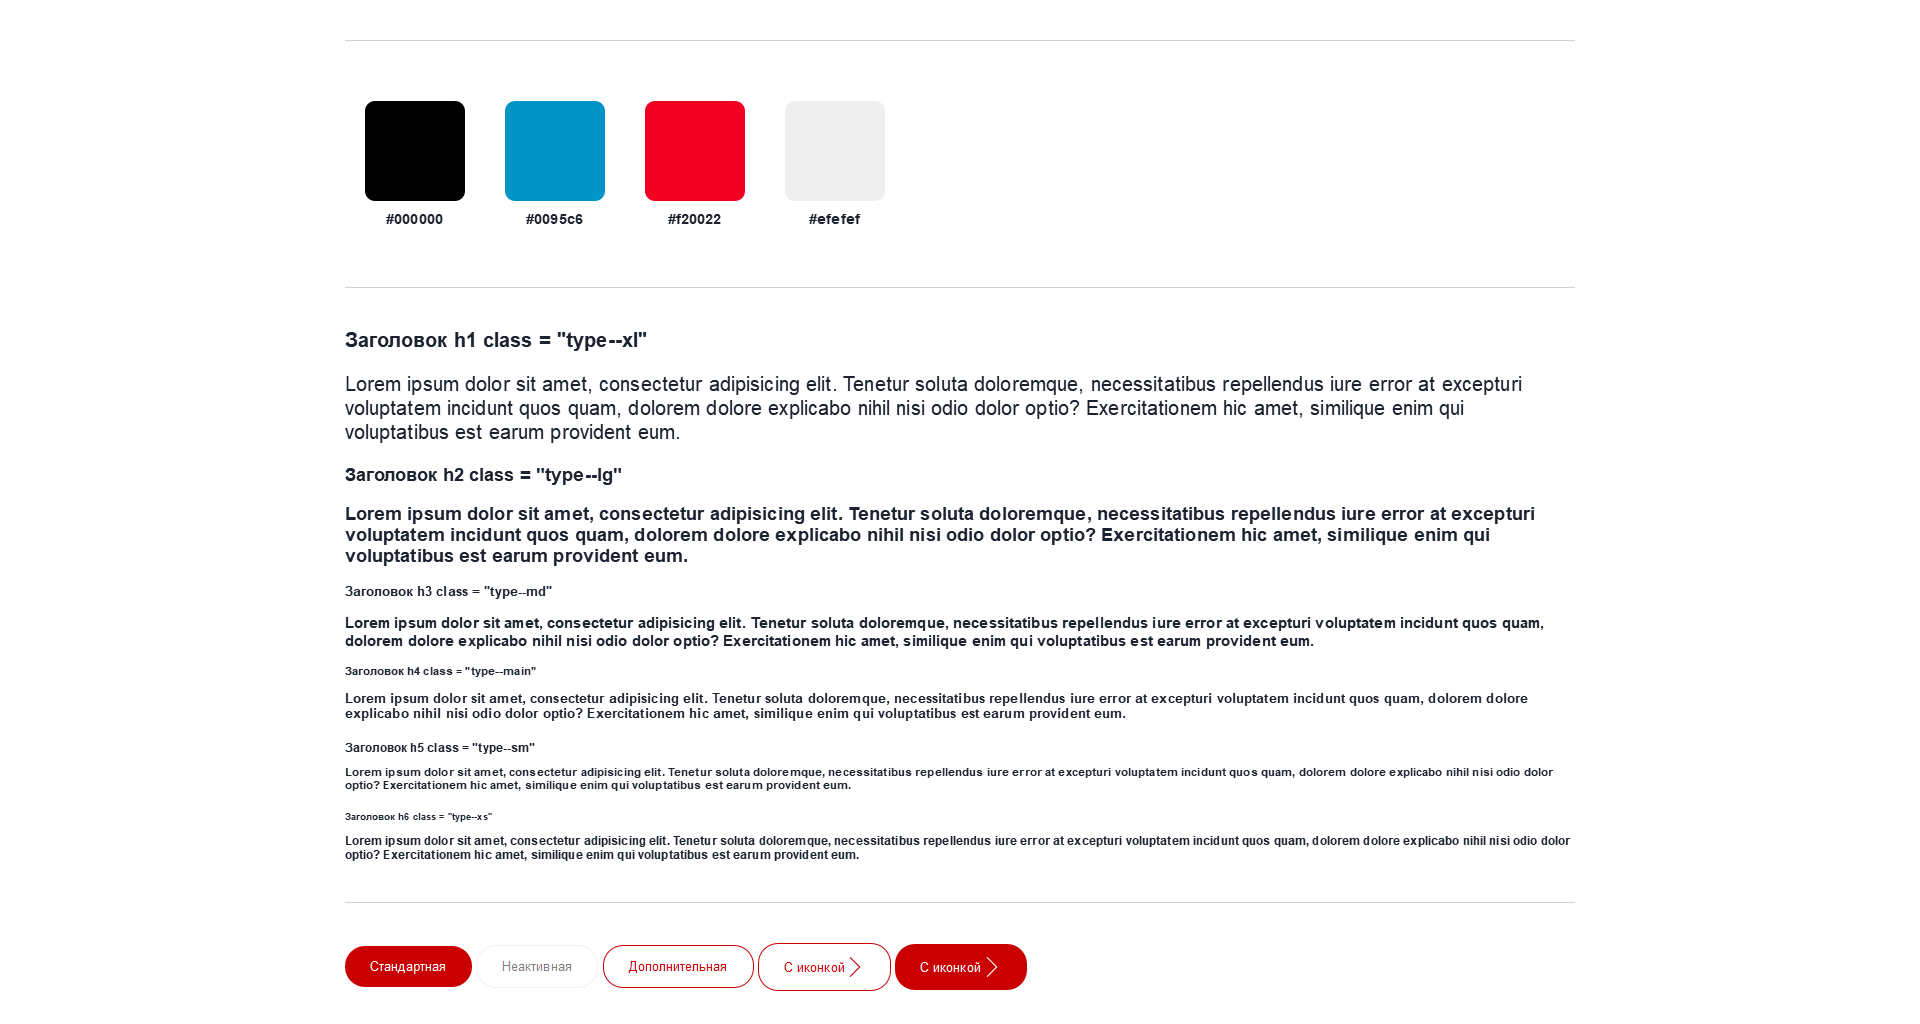 #000000
#0095c6
#f20022
#efefef
Заголовок h1 class = "type--xl"
Lorem ipsum dolor sit amet, consectetur adipisicing elit. Tenetur soluta doloremque, necessitatibus repellendus iure error at excepturi
voluptatem incidunt quos quam, dolorem dolore explicabo nihil nisi odio dolor optio? Exercitationem hic amet, similique enim qui
voluptatibus est earum provident eum.
Заголовок h2 class = "type--lg"
Lorem ipsum dolor sit amet, consectetur adipisicing elit. Tenetur soluta doloremque, necessitatibus repellendus iure error at excepturi
voluptatem incidunt quos quam, dolorem dolore explicabo nihil nisi odio dolor optio? Exercitationem hic amet, similique enim qui
voluptatibus est earum provident eum.
Заголовок h3 class = "type--md"
Lorem ipsum dolor sit amet, consectetur adipisicing elit. Tenetur soluta doloremque, necessitatibus repellendus iure error at excepturi voluptatem incidunt quos quam,
dolorem dolore explicabo nihil nisi odio dolor optio? Exercitationem hic amet, similique enim qui voluptatibus est earum provident eum.
Заголовок h4 class = "type--main"
Lorem ipsum dolor sit amet, consectetur adipisicing elit. Tenetur soluta doloremque, necessitatibus repellendus iure error at excepturi voluptatem incidunt quos quam, dolorem dolore
explicabo nihil nisi odio dolor optio? Exercitationem hic amet, similique enim qui voluptatibus est earum provident eum.
Заголовок h5 class = "type--sm"
Lorem ipsum dolor sit amet, consectetur adipisicing elit. Tenetur soluta doloremque, necessitatibus repellendus iure error at excepturi voluptatem incidunt quos quam, dolorem dolore explicabo nihil nisi odio dolor
optio? Exercitationem hic amet, similique enim qui voluptatibus est earum provident eum.
Заголовок h6 class = "type--xs"
Lorem ipsum dolor sit amet, consectetur adipisicing elit. Tenetur soluta doloremque, necessitatibus repellendus iure error at excepturi voluptatem incidunt quos quam, dolorem dolore explicabo nihil nisi odio dolor
optio? Exercitationem hic amet, similique enim qui voluptatibus est earum provident eum.
Стандартная
Неактивная
Дополнительная
С иконкой
С иконкой